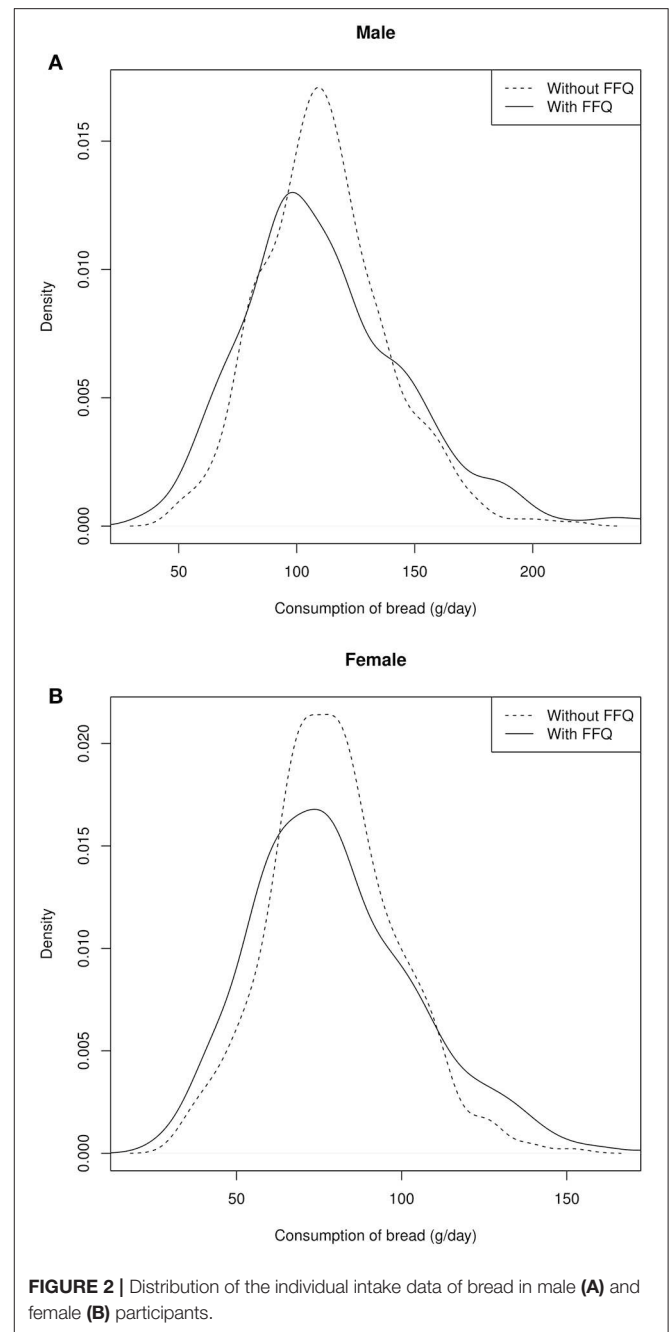 Male
A
Without FFQ
With FFQ
0.015
0.010
0.005
0.000
Density
50 100 150 200
Consumption of bread (g/day)
Female
B
Without FFQ
With FFQ
0.020
0.015
0.010
0.005
0.000
Density
50 100 150
Consumption of bread (g/day)
FIGURE 2 | Distribution of the individual intake data of bread in male (A) and
female (B) participants.